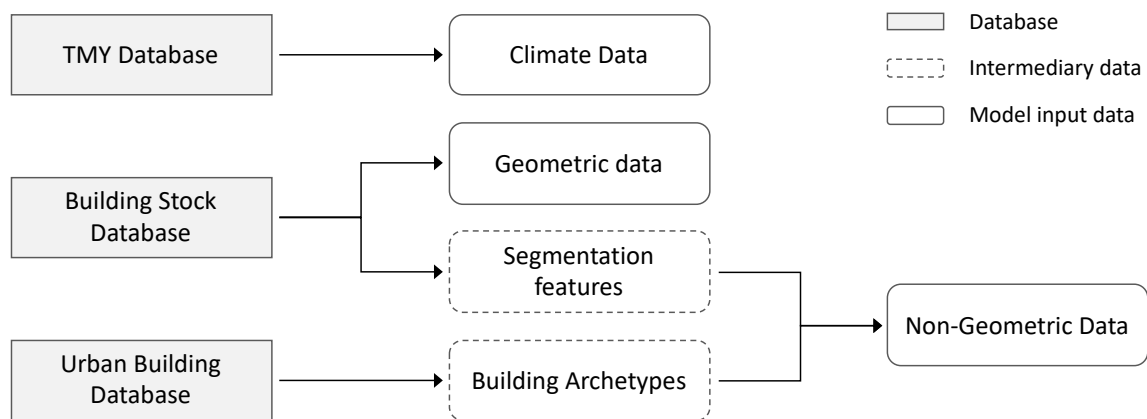 TMY Database
Climate Data
Database
Intermediary data
Model input data
Geometric data
Building Stock
Database
Segmentation
features
Non-Geometric Data
Urban Building
Database
Building Archetypes